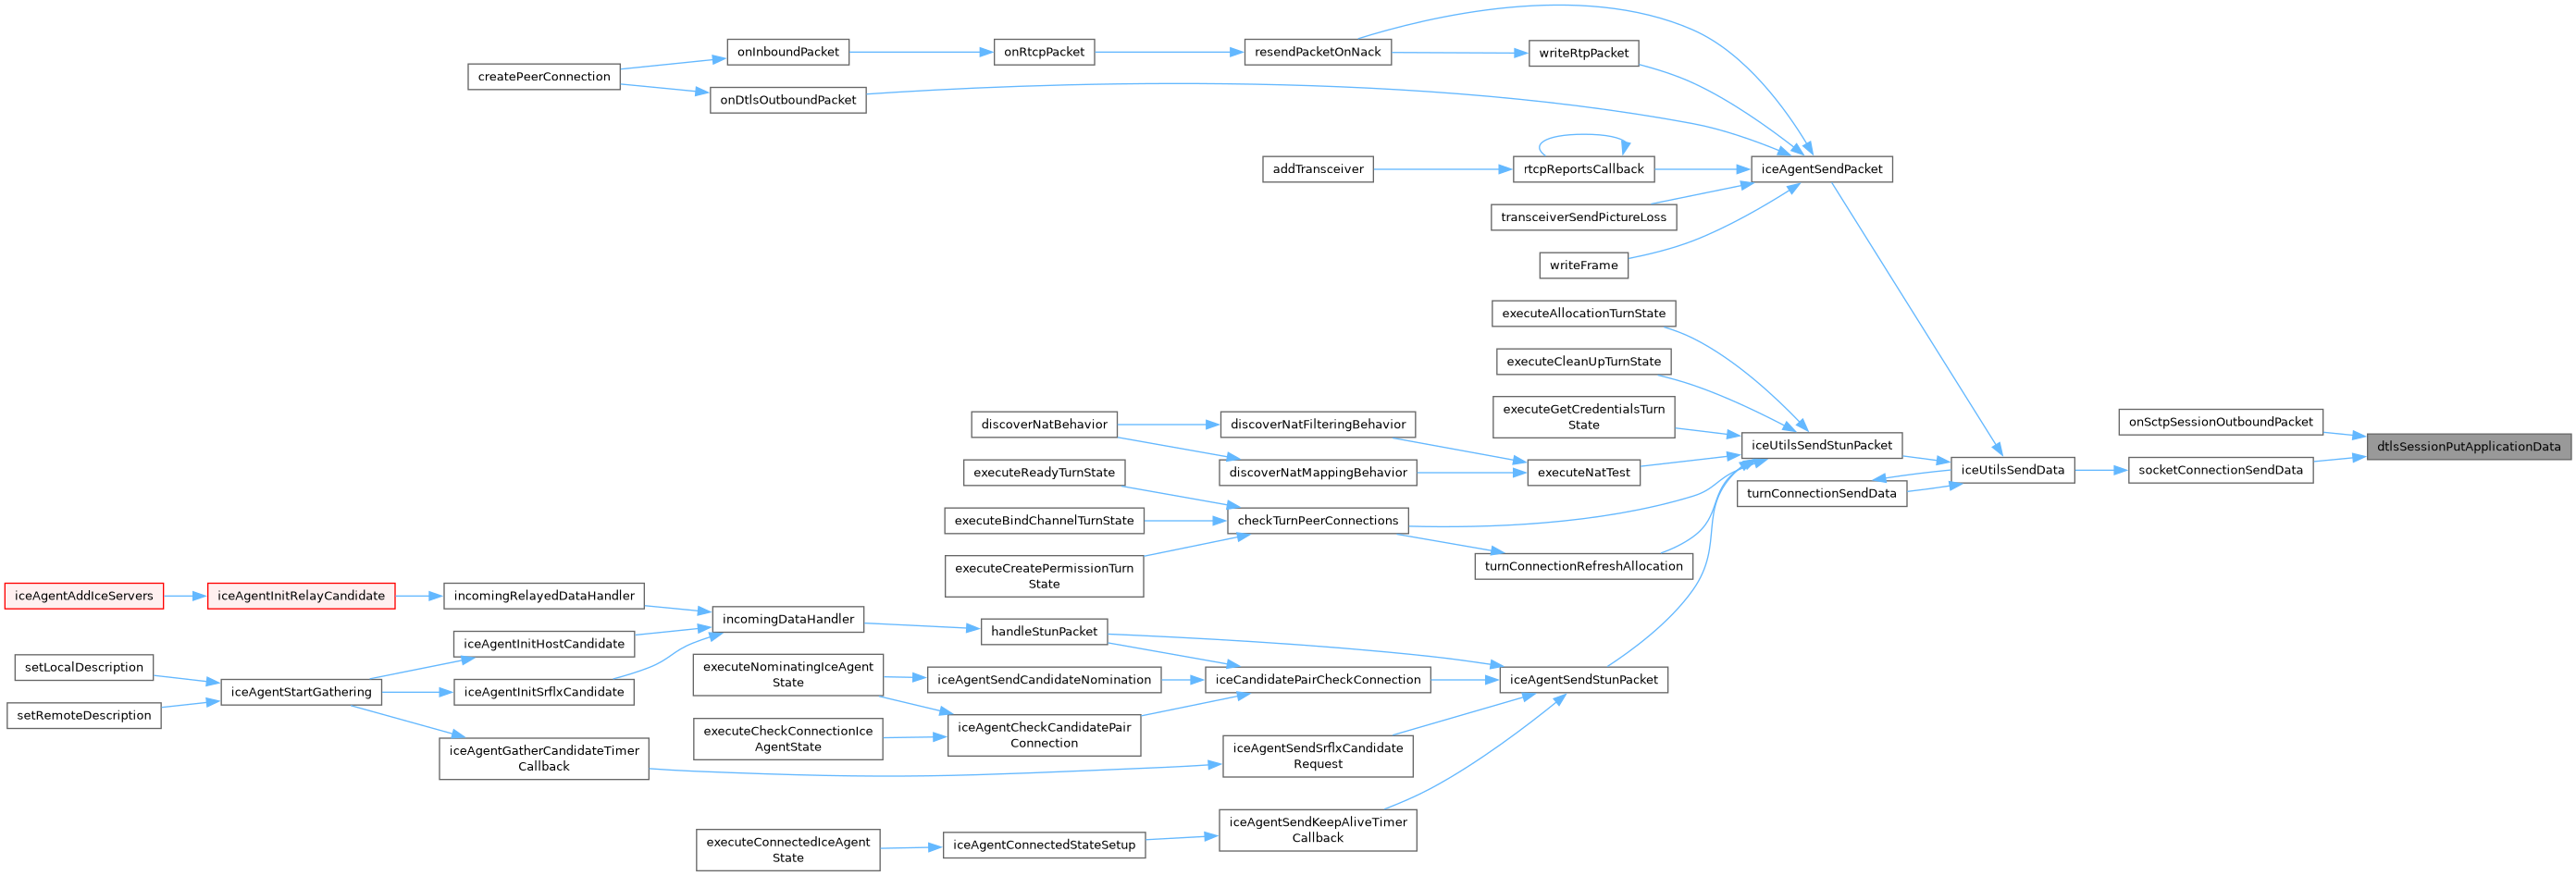 onInboundPacket
onRtcpPacket
resendPacketOnNack
writeRtpPacket
createPeerConnection
onDtlsOutboundPacket
addTransceiver
rtcpReportsCallback
iceAgentSendPacket
transceiverSendPictureLoss
writeFrame
executeAllocationTurnState
executeCleanUpTurnState
executeGetCredentialsTurn
State
discoverNatBehavior
discoverNatFilteringBehavior
onSctpSessionOutboundPacket
iceUtilsSendStunPacket
dtlsSessionPutApplicationData
executeReadyTurnState
discoverNatMappingBehavior
executeNatTest
iceUtilsSendData
socketConnectionSendData
turnConnectionSendData
executeBindChannelTurnState
checkTurnPeerConnections
executeCreatePermissionTurn
State
turnConnectionRefreshAllocation
iceAgentAddIceServers
iceAgentInitRelayCandidate
incomingRelayedDataHandler
incomingDataHandler
handleStunPacket
iceAgentInitHostCandidate
setLocalDescription
executeNominatingIceAgent
State
iceAgentSendCandidateNomination
iceCandidatePairCheckConnection
iceAgentSendStunPacket
iceAgentStartGathering
iceAgentInitSrflxCandidate
setRemoteDescription
executeCheckConnectionIce
AgentState
iceAgentCheckCandidatePair
Connection
iceAgentGatherCandidateTimer
Callback
iceAgentSendSrflxCandidate
Request
iceAgentSendKeepAliveTimer
Callback
executeConnectedIceAgent
State
iceAgentConnectedStateSetup